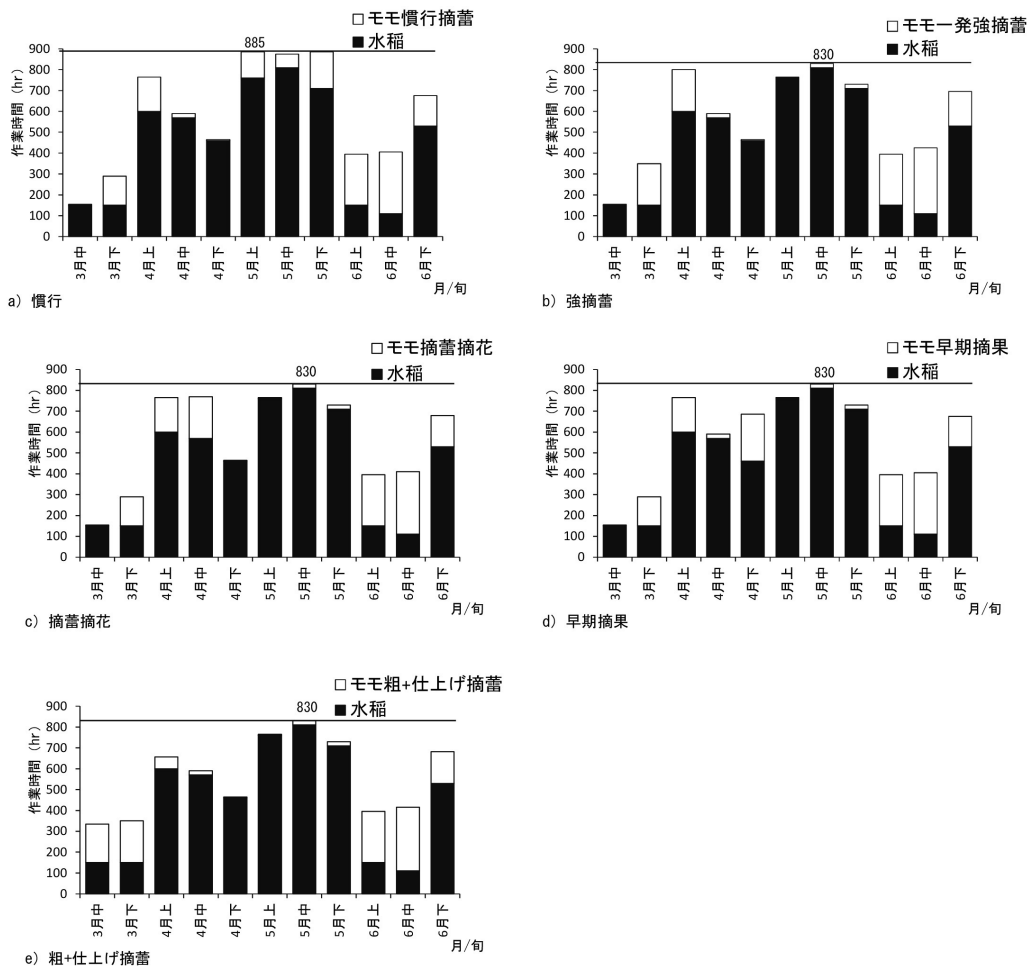 モモ慣行摘蕾
水稲
885
900
800
700
600
500
400
300
200
100
0
作業時間 (hr)
3月中 3月下 4月上 4月中 4月下 5月上 5月中 5月下 6月上 6月中 6月下
月/旬
a) 慣行
モモ一発強摘蕾
水稲
830
900
800
700
600
500
400
300
200
100
0
作業時間 (hr)
3月中 3月下 4月上 4月中 4月下 5月上 5月中 5月下 6月上 6月中 6月下
月/旬
b) 強摘蕾
モモ摘蕾摘花
水稲
830
900
800
700
600
500
400
300
200
100
0
作業時間 (hr)
3月中 3月下 4月上 4月中 4月下 5月上 5月中 5月下 6月上 6月中 6月下
月/旬
c) 摘蕾摘花
モモ早期摘果
水稲
830
900
800
700
600
500
400
300
200
100
0
作業時間 (hr)
3月中 3月下 4月上 4月中 4月下 5月上 5月中 5月下 6月上 6月中 6月下
月/旬
d) 早期摘果
モモ粗+仕上げ摘蕾
水稲
830
900
800
700
600
500
400
300
200
100
0
作業時間 (hr)
3月中 3月下 4月上 4月中 4月下 5月上 5月中 5月下 6月上 6月中 6月下
月/旬
e) 粗+仕上げ摘蕾